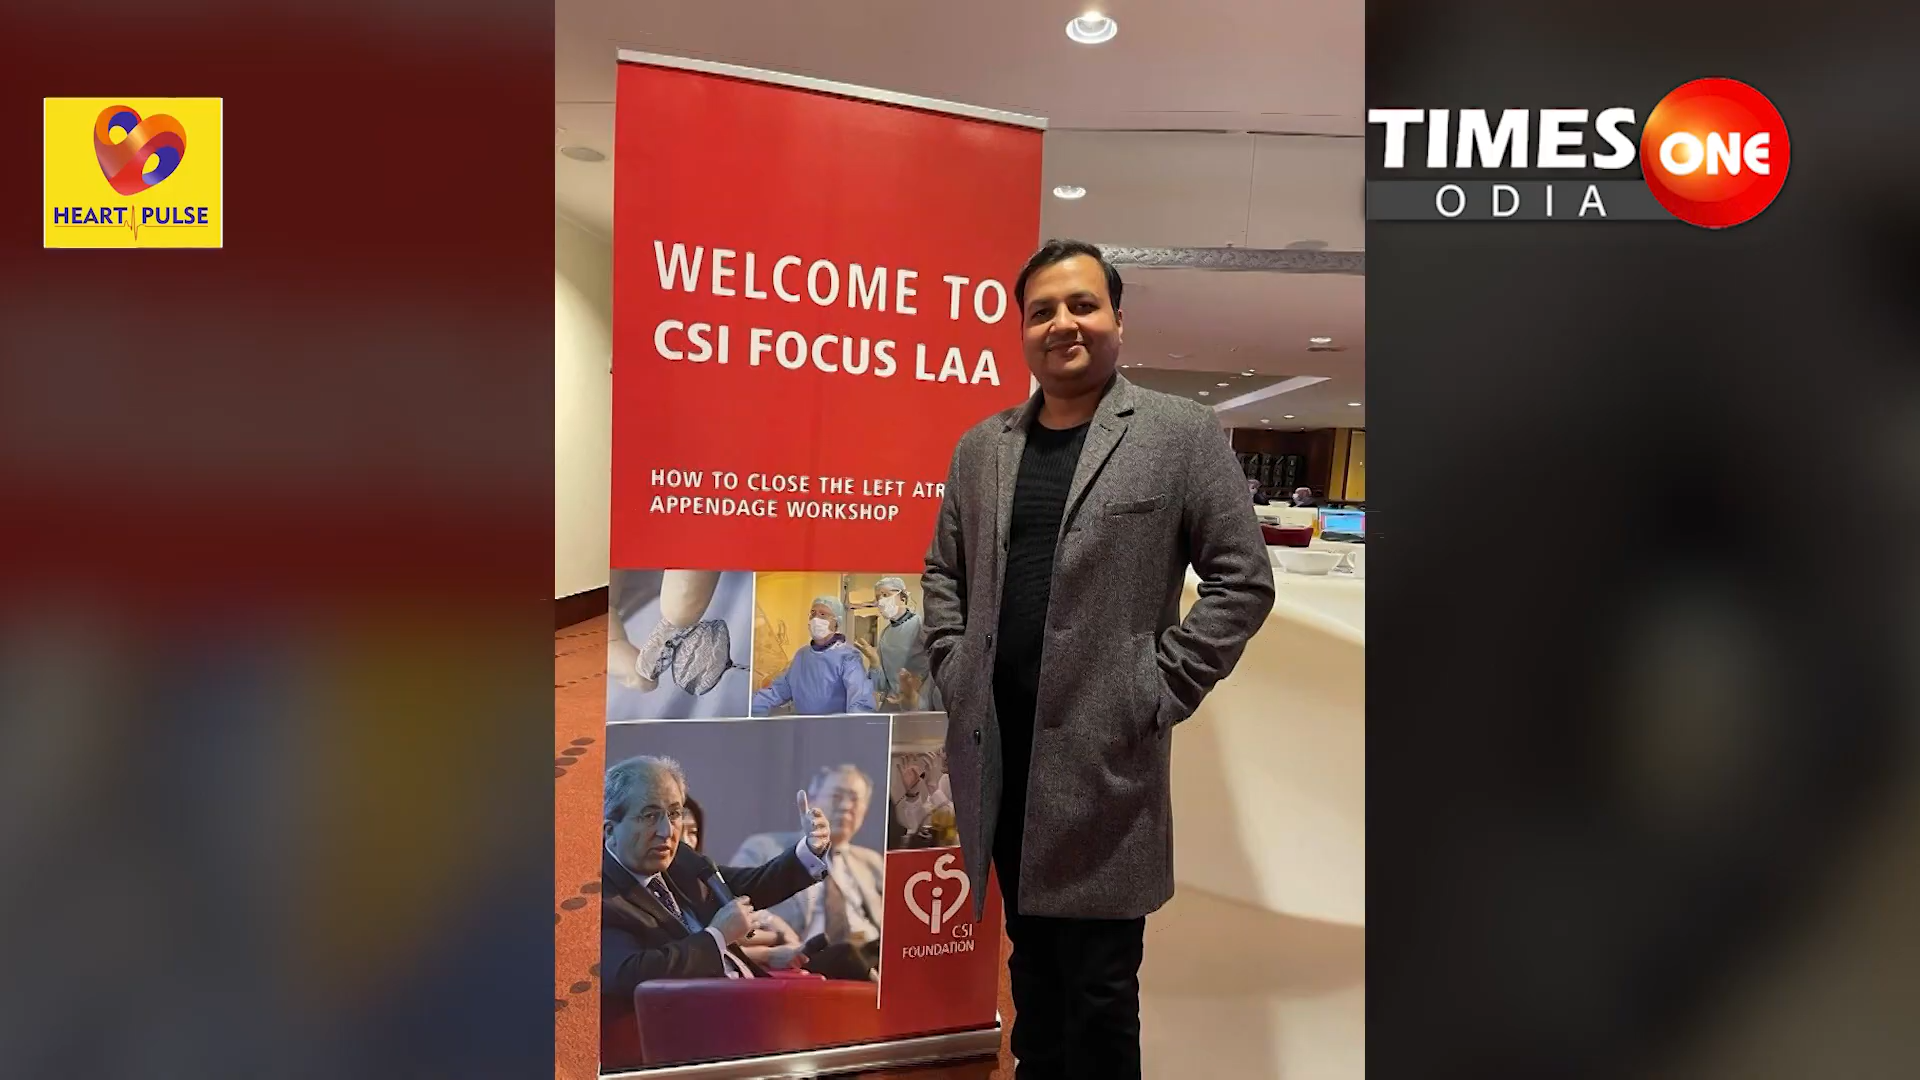 HEART PULSE
TIMES ONE
ODIA
WELCOME TO
CSI FOCUS LAA
HOW TO CLOSE THE LEFT ATR
APPENDAGE WORKSHOP
CSI
CSI
FOUNDATION